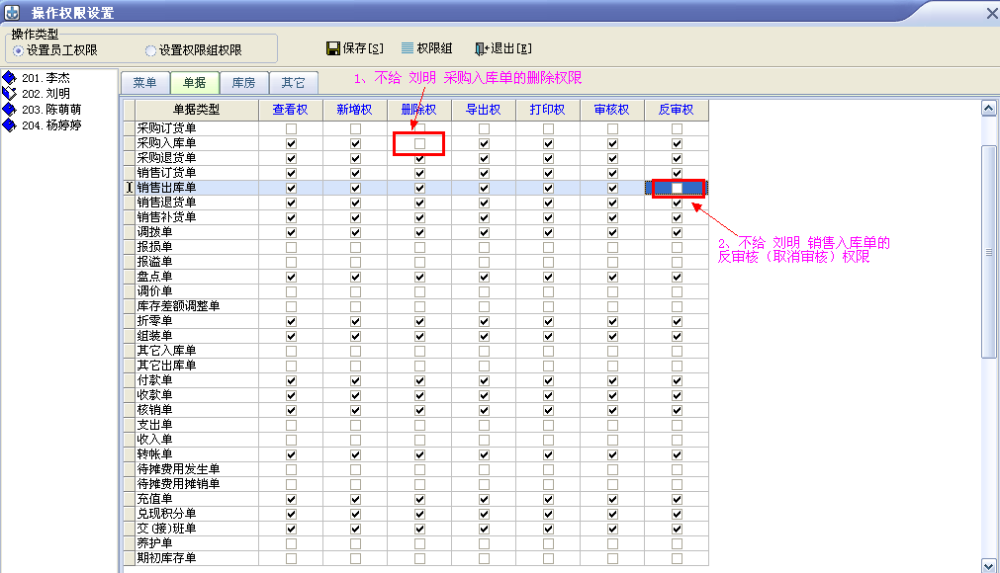 操作权限设置
操作类型
设置员工权限 设置权限组权限 保存[S] 权限组 退出[E]
201.李杰
202.刘明
203.陈萌萌
204.杨婷婷
菜单 单据 库房 其它
1、不给 刘明 采购入库单的删除权限
单据类型 查看权 新增权 删除权 导出权 打印权 审核权 反审权
采购订货单
采购入库单
采购退货单
销售订货单
销售出库单
销售退货单
销售补货单
调拨单
报损单
报溢单
盘点单
调价单
库存差额调整单
折零单
组装单
其它入库单
其它出库单
付款单
收款单
核销单
支出单
收入单
转帐单
待摊费用发生单
待摊费用摊销单
充值单
兑现积分单
交(接)班单
养护单
期初库存单
2、不给 刘明 销售入库单的
反审核（取消审核）权限